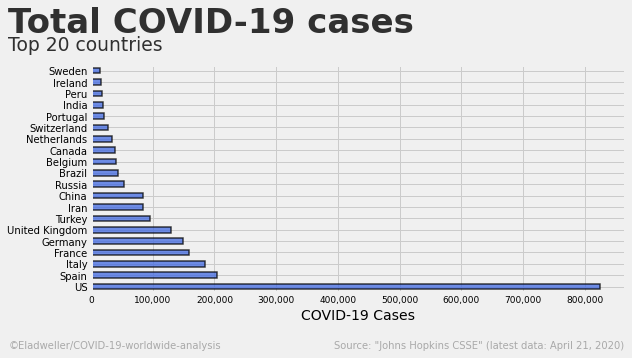 Total COVID-19 cases
Top 20 countries
Sweden
Ireland
Peru
India
Portugal
Switzerland
Netherlands
Canada
Belgium
Brazil
Russia
China
Iran
Turkey
United Kingdom
Germany
France
Italy
Spain
US
0 100,000 200,000 300,000 400,000 500,000 600,000 700,000 800,000
COVID-19 Cases
©Eladweller/COVID-19-worldwide-analysis Source: "Johns Hopkins CSSE" (latest data: April 21, 2020)